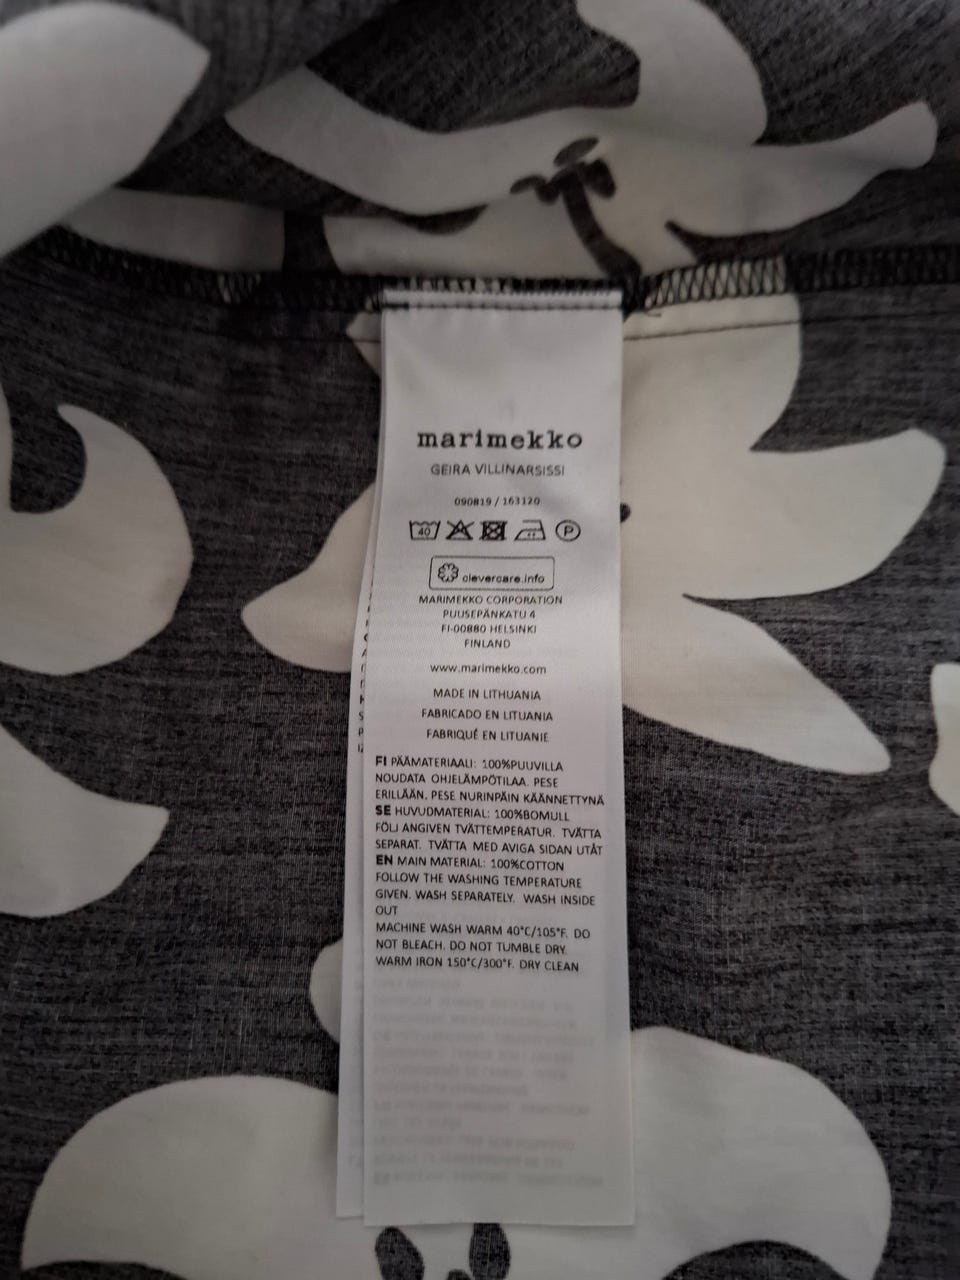 marimekko
GEIRA VILLINARSISSI
090819 / 163120
40 P
clevercare.info
MARIMEKKO CORPORATION
PUUSEPÄNKATU 4
FI-00880 HELSINKI
FINLAND
www.marimekko.com
MADE IN LITHUANIA
FABRICADO EN LITUANIA
FABRIQUÉ EN LITUANIE
FI PÄÄMATERIAALI: 100%PUUVILLA
NOUDATA OHJELÄMPÖTILAA. PESE
ERILLÄÄN. PESE NURINPÄIN KÄÄNNETTYNÄ
SE HUVUDMATERIAL: 100%BOMULL
FÖLJ ANGIVEN TVÄTTEMPERATUR. TVÄTTA
SEPARAT. TVÄTTA MED AVIGA SIDAN UTÅT
EN MAIN MATERIAL: 100%COTTON
FOLLOW THE WASHING TEMPERATURE
GIVEN. WASH SEPARATELY. WASH INSIDE
OUT
MACHINE WASH WARM 40°C/105°F. DO
NOT BLEACH. DO NOT TUMBLE DRY.
WARM IRON 150°C/300°F. DRY CLEAN